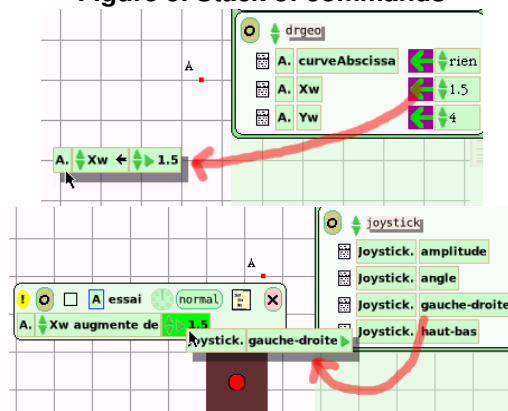 Figure 3: Stack of commands
drgeo
A. curveAbscissa rien
A
A. Xw 1.5
A. Yw 4
A. Xw 1.5
joystick
Joystick. amplitude
A
Joystick. angle
! A essai normal
Joystick. gauche-droite
A. Xw augmente de 1.5
Joystick. haut-bas
Joystick. gauche-droite